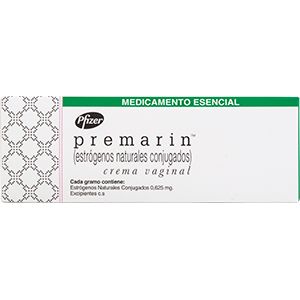 MEDICAMENTO ESENCIAL
Pfizer
premarin™
(estrógenos naturales conjugados)
crema vaginal
Cada gramo contiene:
Estrógenos Naturales Conjugados 0,625 mg.
Excipientes c.s